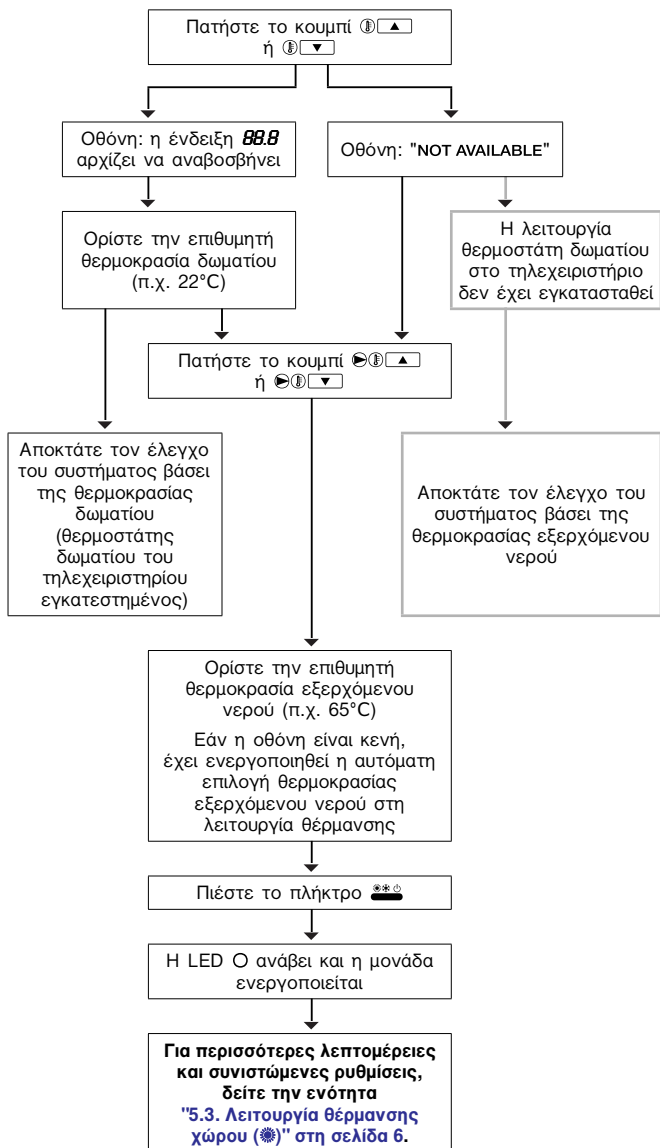 Πατήστε το κουμπί ▲
ή ▼
Οθόνη: η ένδειξη 88.8
αρχίζει να αναβοσβήνει
Οθόνη: "NOT AVAILABLE"
Ορίστε την επιθυμητή
θερμοκρασία δωματίου
(π.χ. 22°C)
Η λειτουργία
θερμοστάτη δωματίου
στο τηλεχειριστήριο
δεν έχει εγκατασταθεί
Πατήστε το κουμπί ▲
ή ▼
Αποκτάτε τον έλεγχο
του συστήματος βάσει
της θερμοκρασίας
δωματίου
(θερμοστάτης
δωματίου του
τηλεχειριστηρίου
εγκατεστημένος)
Αποκτάτε τον έλεγχο του
συστήματος βάσει της
θερμοκρασίας εξερχόμενου
νερού
Ορίστε την επιθυμητή
θερμοκρασία εξερχόμενου
νερού (π.χ. 65°C)
Εάν η οθόνη είναι κενή,
έχει ενεργοποιηθεί η αυτόματη
επιλογή θερμοκρασίας
εξερχόμενου νερού στη
λειτουργία θέρμανσης
Πιέστε το πλήκτρο
Η LED ανάβει και η μονάδα
ενεργοποιείται
Για περισσότερες λεπτομέρειες
και συνιστώμενες ρυθμίσεις,
δείτε την ενότητα
"5.3. Λειτουργία θέρμανσης
χώρου ()" στη σελίδα 6.